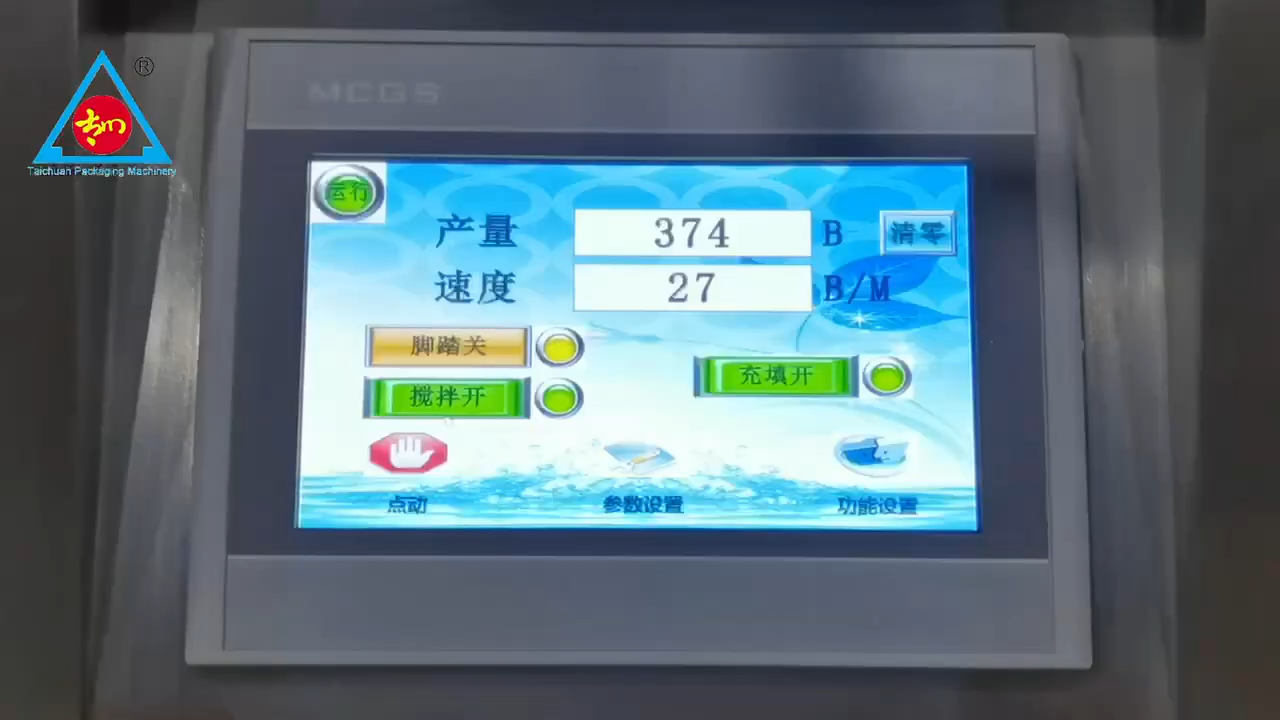 ®
Taichuan Packaging Machinery
MCGS
运行
产量 374 B 清零
速度 27 B/M
脚踏关
充填开
搅拌开
点动 参数设置 功能设置